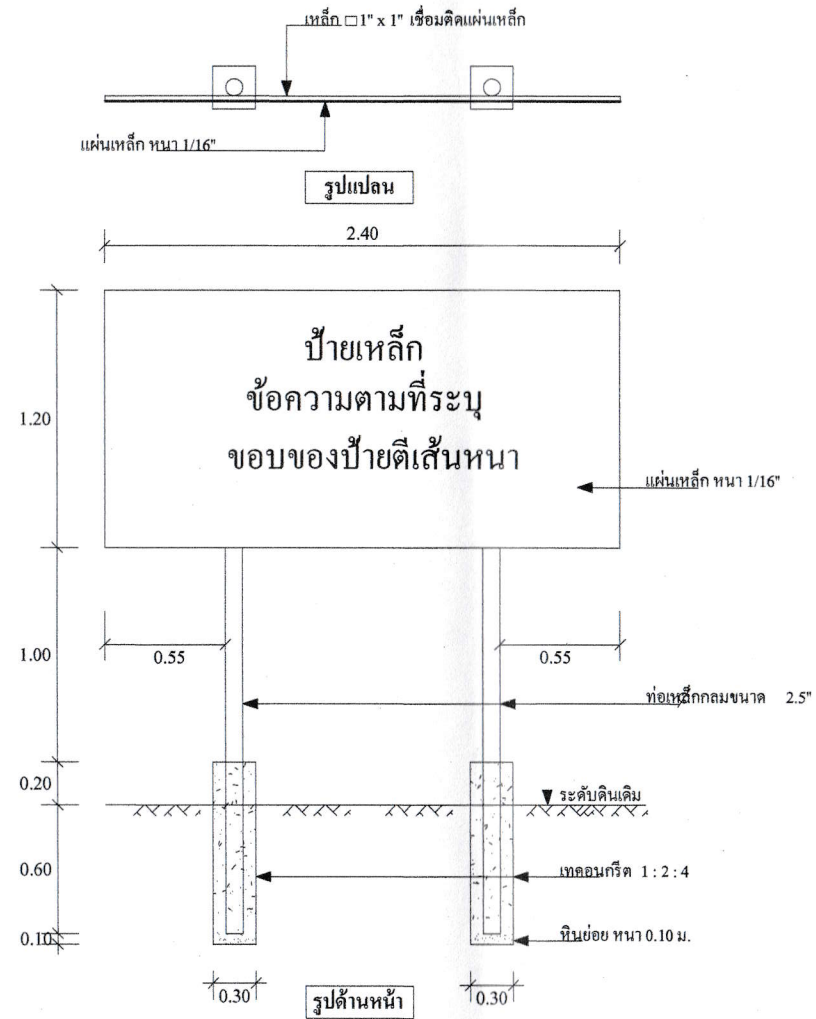 เหล็ก □ 1" x 1" เชื่อมติดแผ่นเหล็ก
แผ่นเหล็ก หนา 1/16"
รูปแปลน
2.40
ป้ายเหล็ก
ข้อความตามที่ระบุ
ขอบของป้ายตีเส้นหนา
1.20
แผ่นเหล็ก หนา 1/16"
1.00
0.55
0.55
ท่อเหล็กกลมขนาด 2.5"
0.20
ระดับดินเดิม
0.60
เทคอนกรีต 1 : 2 : 4
0.10
หินย่อย หนา 0.10 ม.
0.30
0.30
รูปด้านหน้า